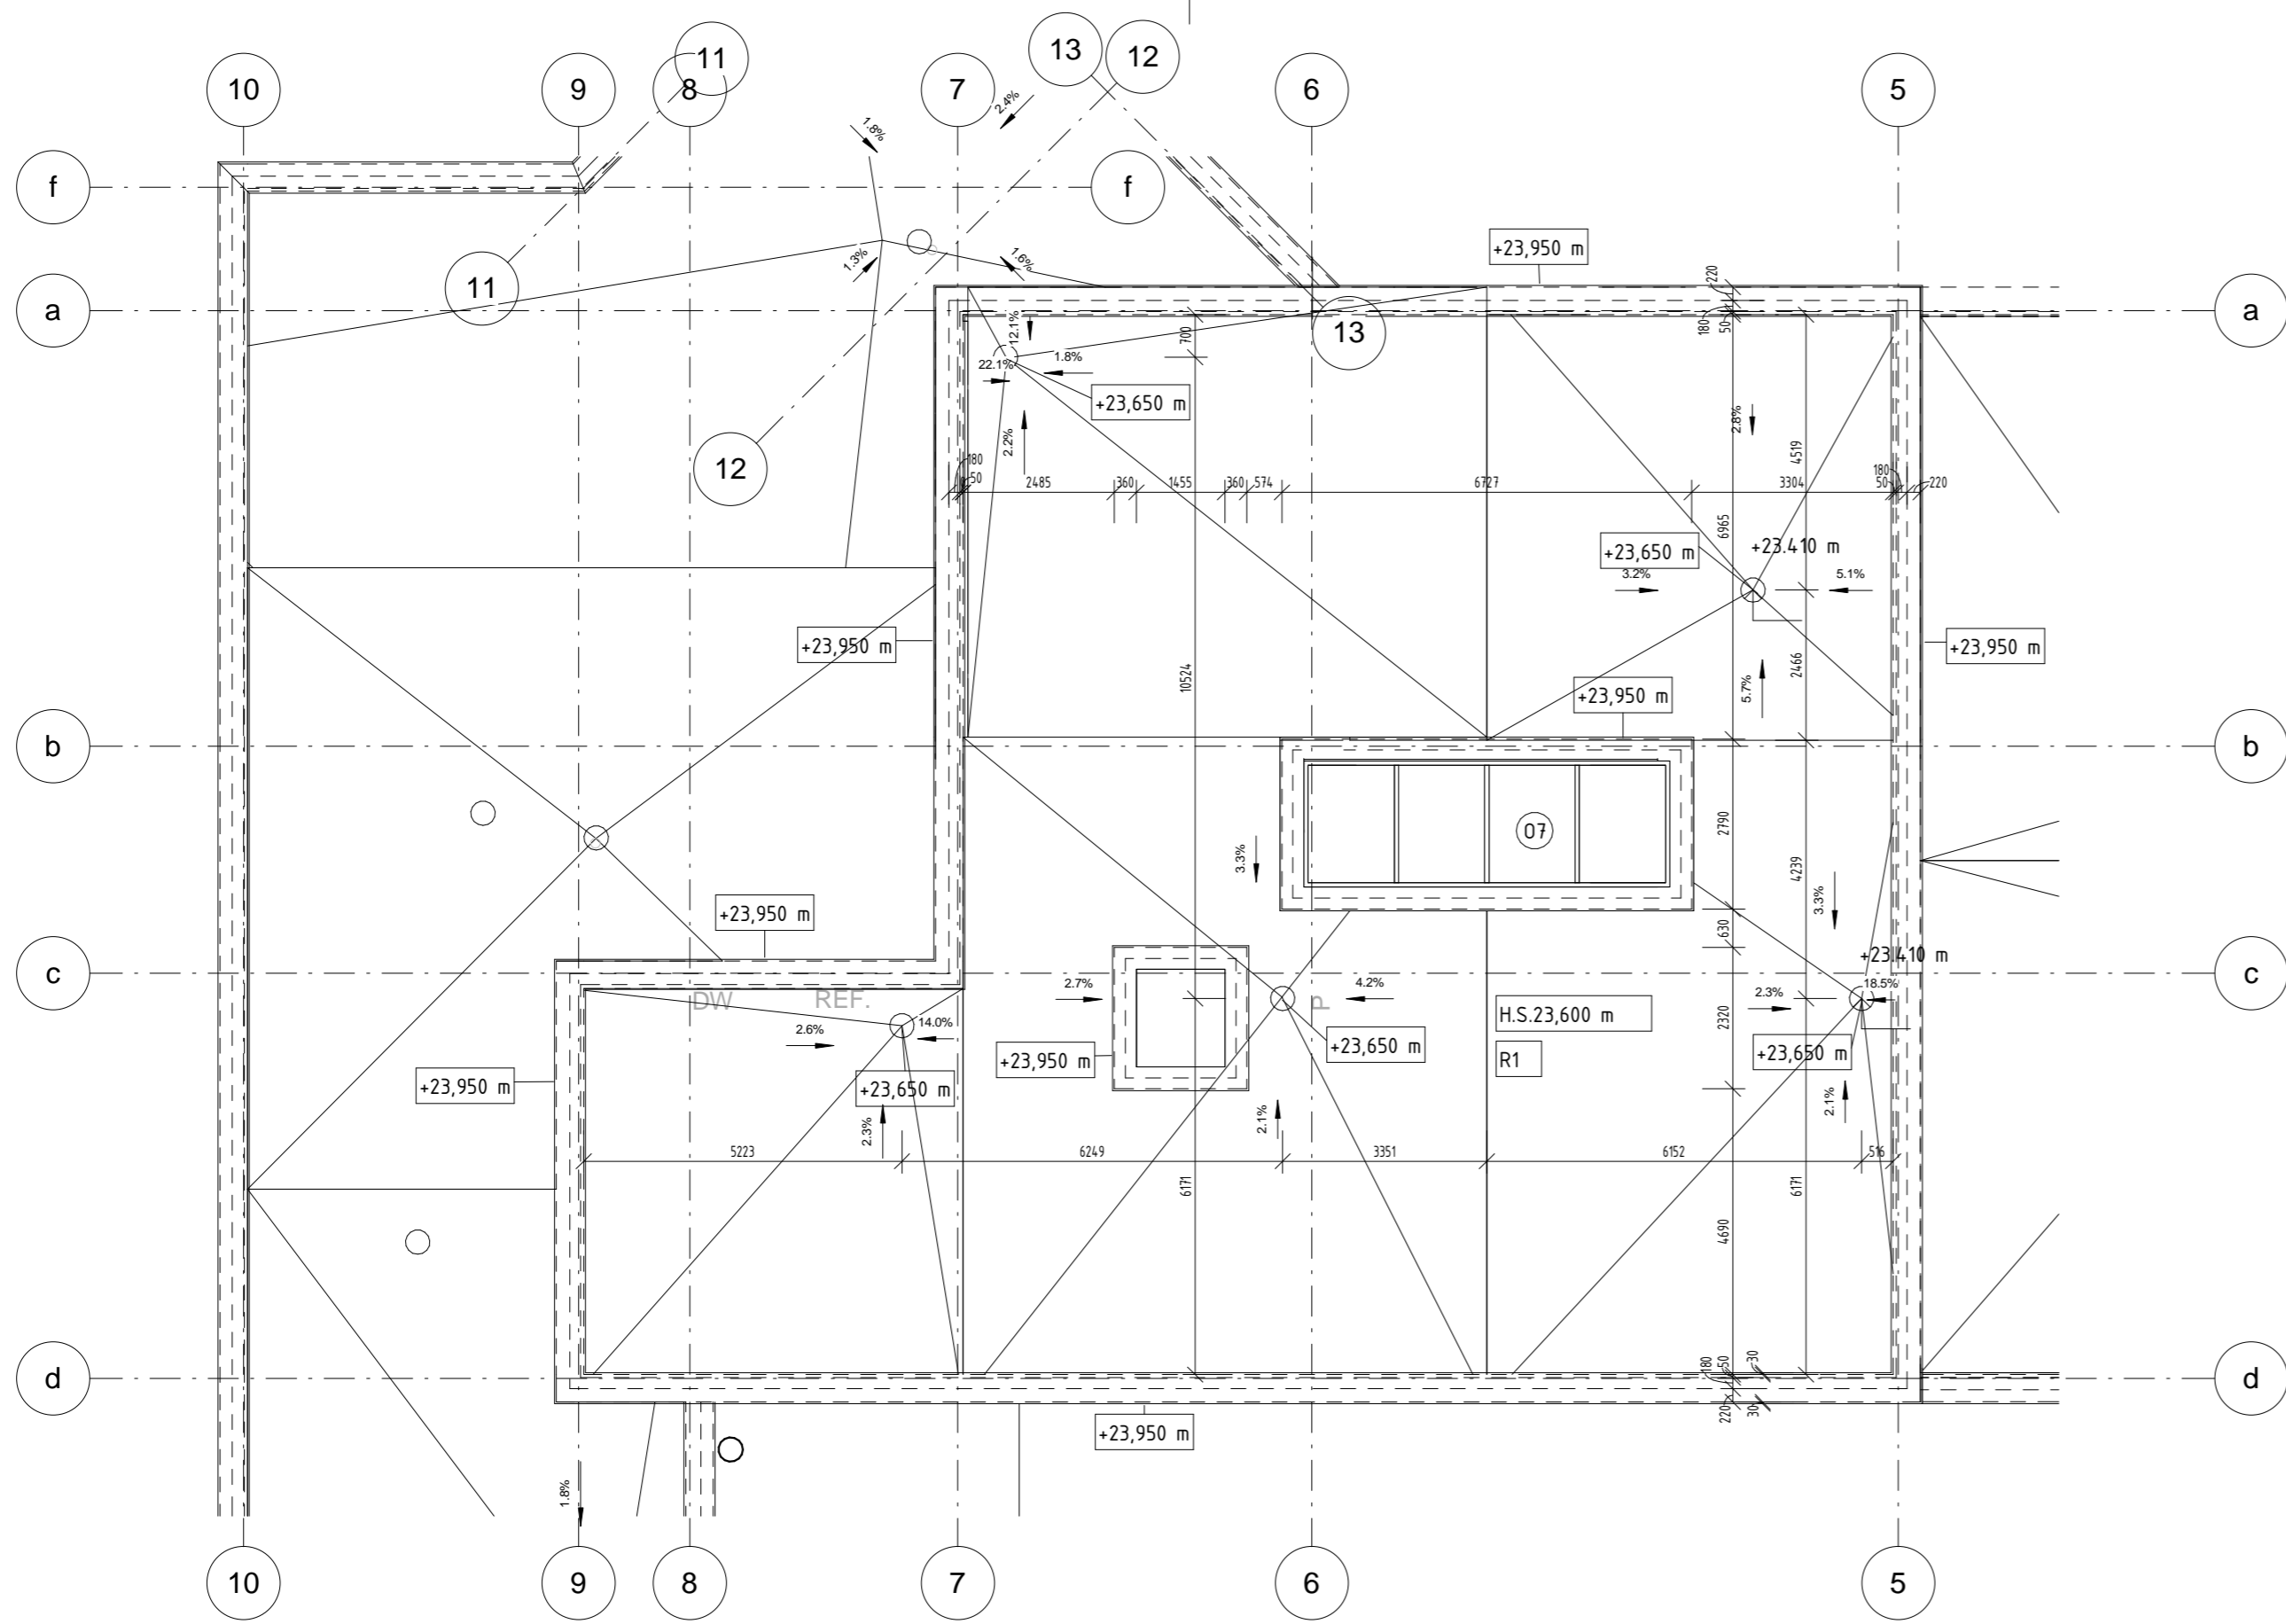 13
12
11
10
9
8
7
6
5
2.4%
1.8%
f
f
1.6%
1.3%
+23,950 m
220
11
a
a
12.1%
180
50
13
700
1.8%
22.1%
+23,650 m
2.8%
2.2%
4519
12
180
50
2485
360
1455
360
574
6727
3304
180
50
220
6965
+23,650 m
+23.410 m
3.2%
5.1%
+23,950 m
+23,950 m
2466
10524
5.7%
+23,950 m
b
b
07
2790
3.3%
4239
3.3%
+23,950 m
630
+23.410 m
c
c
DW
REF.
2.7%
4.2%
P
2.3%
18.5%
H.S.23,600 m
2320
14.0%
2.6%
+23,950 m
+23,650 m
+23,650 m
R1
+23,950 m
+23,650 m
2.3%
2.1%
2.1%
5223
6249
3351
6152
516
6171
6171
4690
180
50
30
d
d
220
30
+23,950 m
1.8%
10
9
8
7
6
5